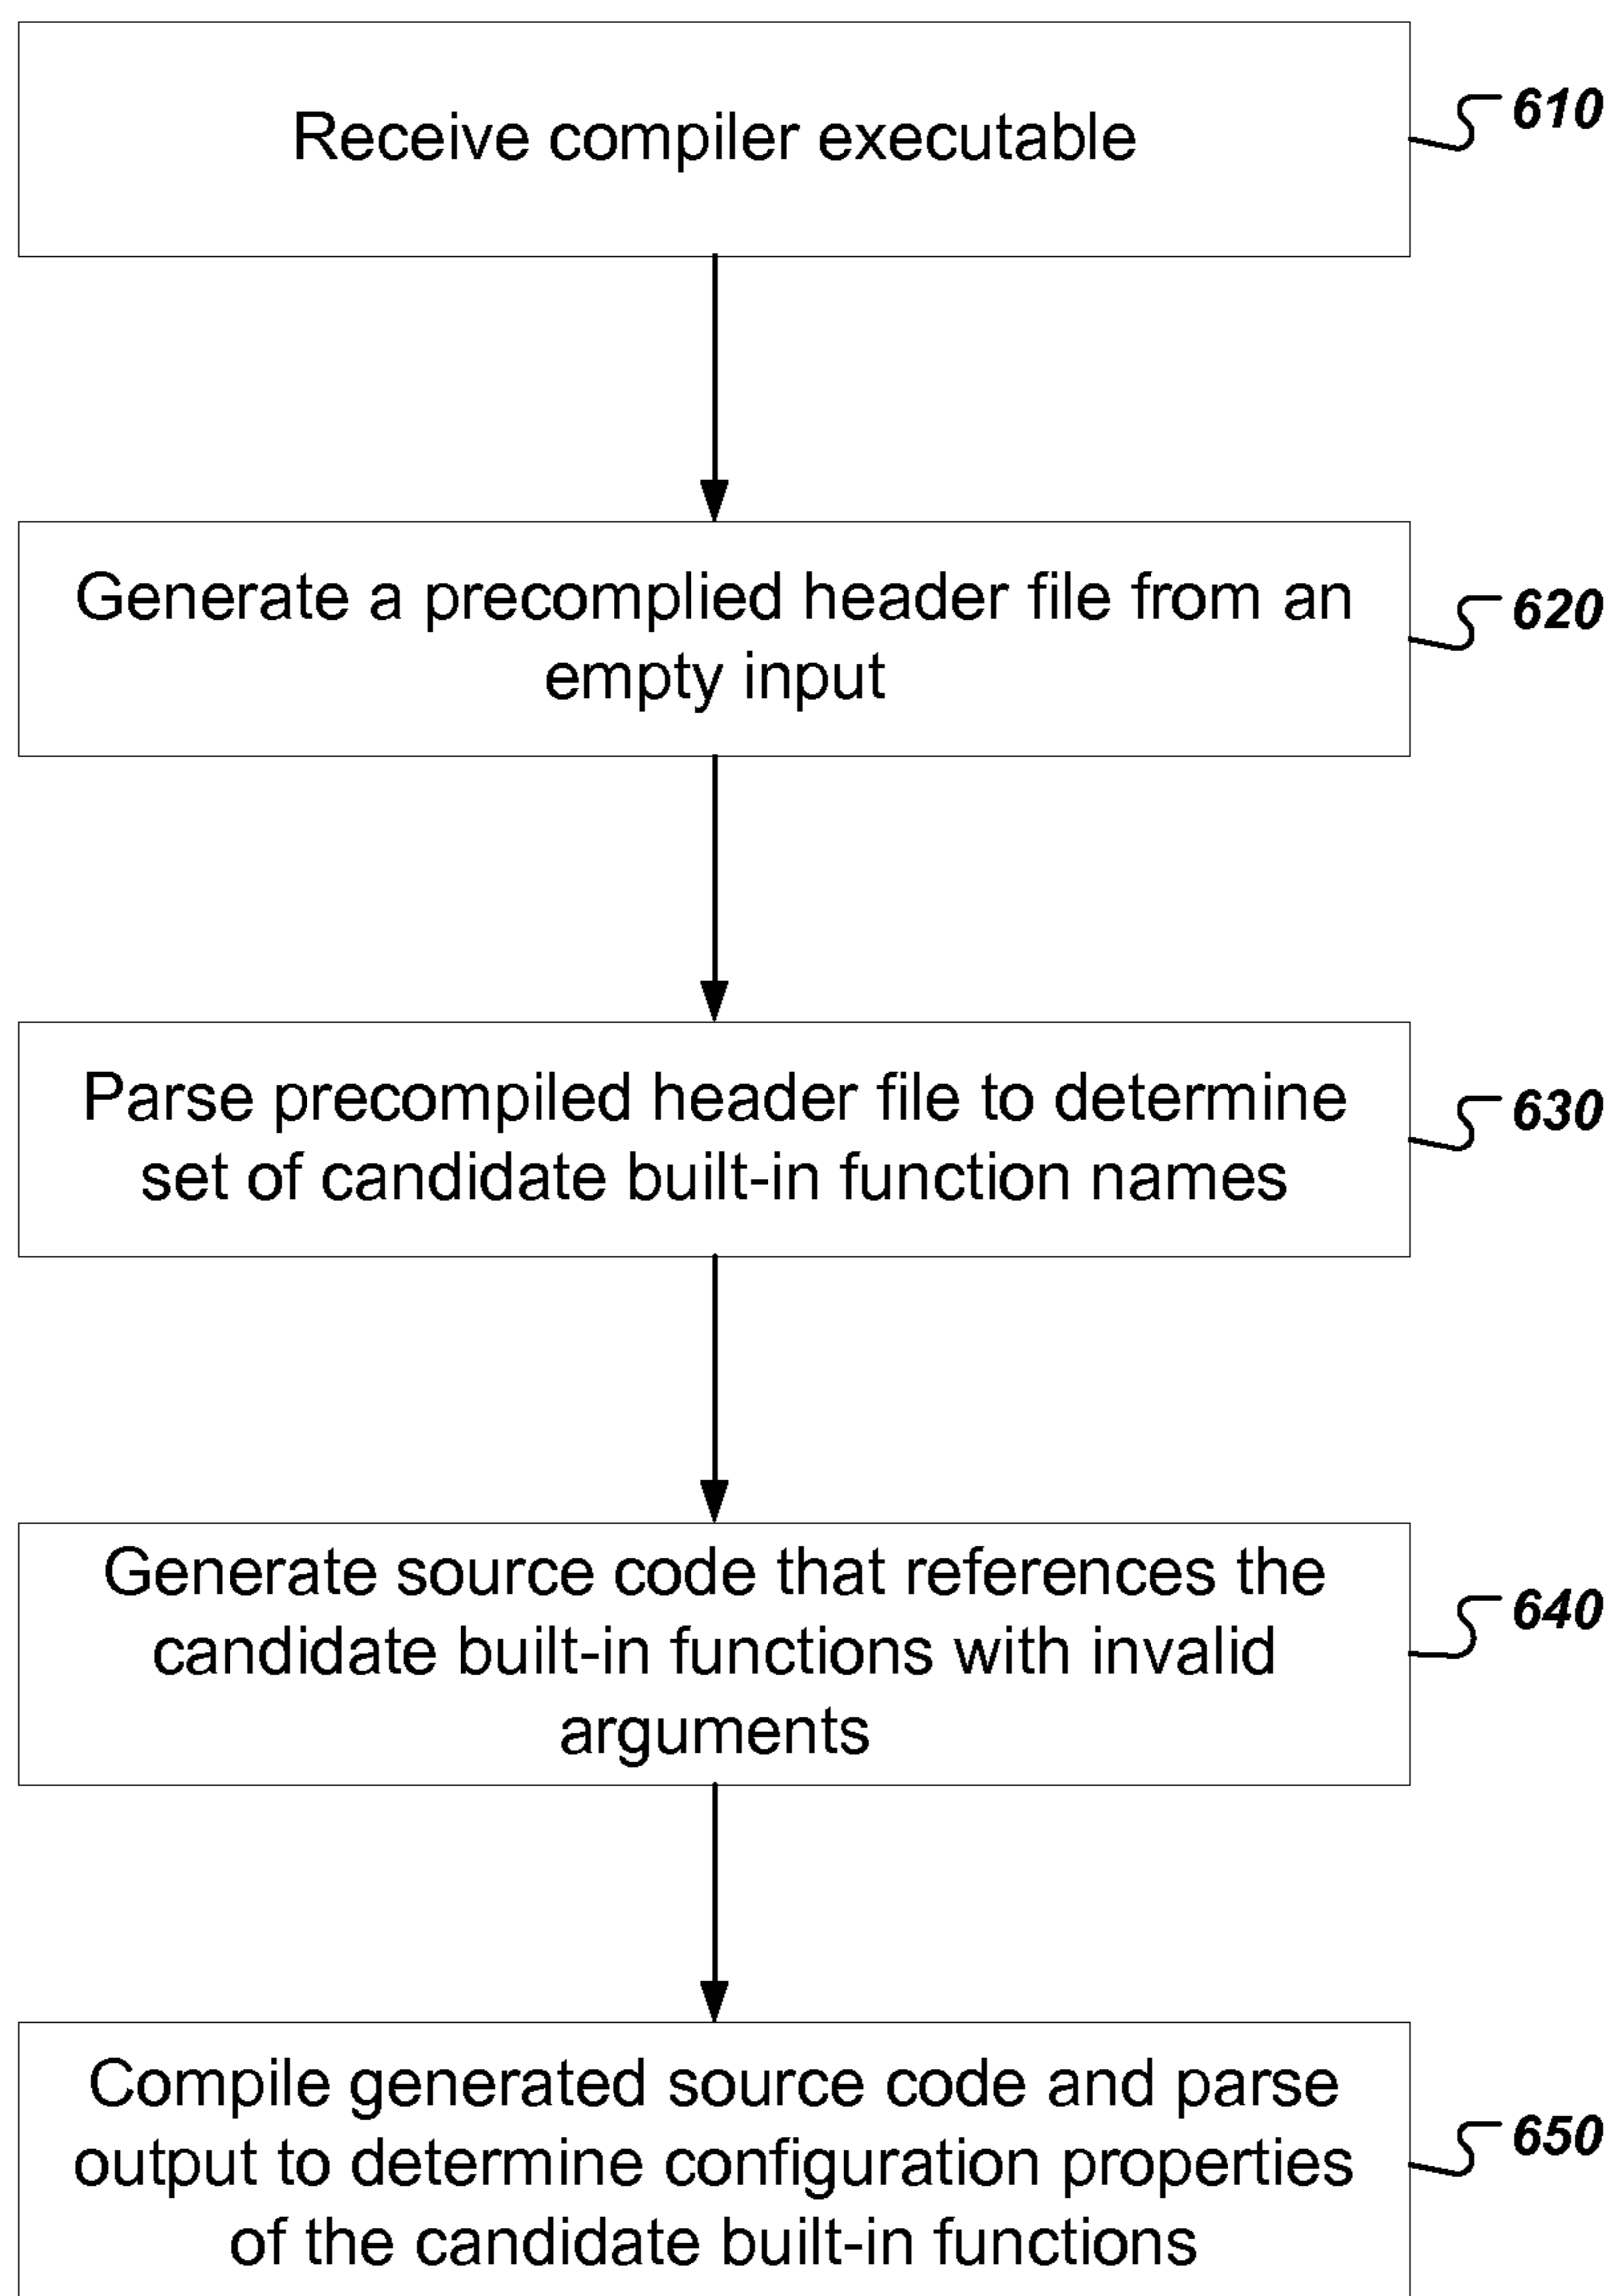 Receive compiler executable
610
Generate a precomplied header file from an
empty input
620
Parse precompiled header file to determine
set of candidate built-in function names
630
Generate source code that references the
candidate built-in functions with invalid
arguments
640
Compile generated source code and parse
output to determine configuration properties
of the candidate built-in functions
650